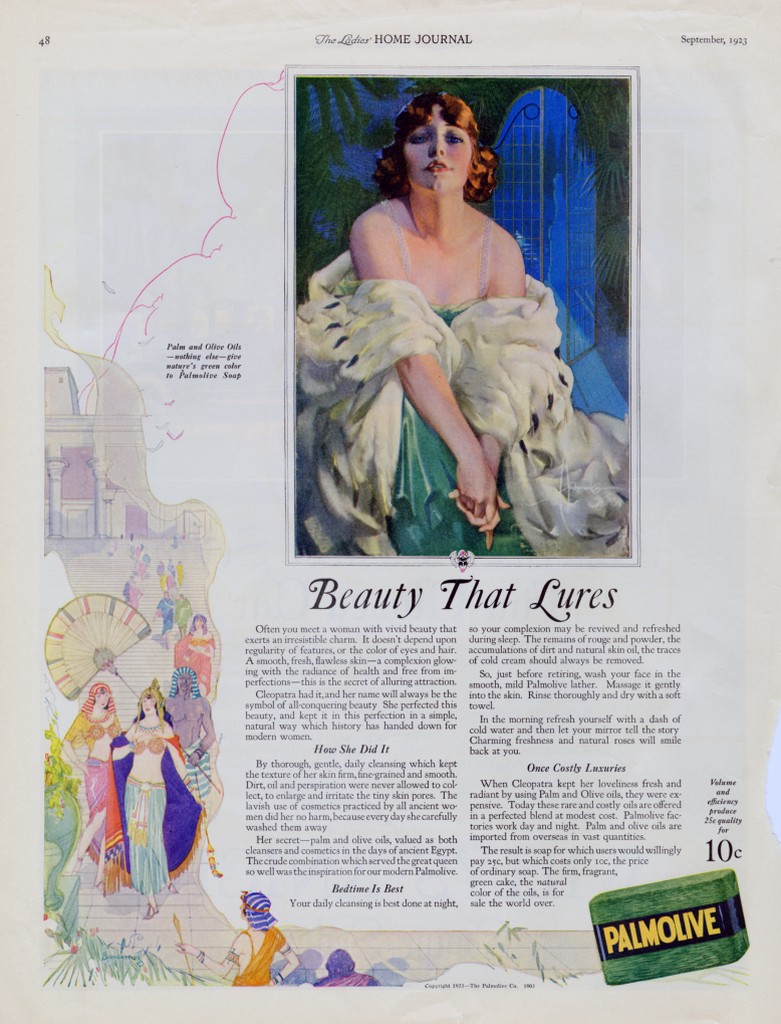 48
The Ladies' HOME JOURNAL
September, 1923
Palm and Olive Oils
—nothing else—give
nature's green color
to Palmolive Soap
Beauty That Lures
Often you meet a woman with vivid beauty that
exerts an irresistible charm. It doesn't depend upon
regularity of features, or the color of eyes and hair.
A smooth, fresh, flawless skin—a complexion glow-
ing with the radiance of health and free from im-
perfections—this is the secret of alluring attraction.
Cleopatra had it, and her name will always be the
symbol of all-conquering beauty She perfected this
beauty, and kept it in this perfection in a simple,
natural way which history has handed down for
modern women.
How She Did It
By thorough, gentle, daily cleansing which kept
the texture of her skin firm, fine-grained and smooth.
Dirt, oil and perspiration were never allowed to col-
lect, to enlarge and irritate the tiny skin pores. The
lavish use of cosmetics practiced by all ancient wo-
men did her no harm, because every day she carefully
washed them away
Her secret—palm and olive oils, valued as both
cleansers and cosmetics in the days of ancient Egypt.
The crude combination which served the great queen
so well was the inspiration for our modern Palmolive.
Bedtime Is Best
Your daily cleansing is best done at night,
so your complexion may be revived and refreshed
during sleep. The remains of rouge and powder, the
accumulations of dirt and natural skin oil, the traces
of cold cream should always be removed.
So, just before retiring, wash your face in the
smooth, mild Palmolive lather. Massage it gently
into the skin. Rinse thoroughly and dry with a soft
towel.
In the morning refresh yourself with a dash of
cold water and then let your mirror tell the story
Charming freshness and natural roses will smile
back at you.
Once Costly Luxuries
When Cleopatra kept her loveliness fresh and
radiant by using Palm and Olive oils, they were ex-
pensive. Today these rare and costly oils are offered
in a perfected blend at modest cost. Palmolive fac-
tories work day and night. Palm and olive oils are
imported from overseas in vast quantities.
The result is soap for which users would willingly
pay 25c, but which costs only 10c, the price
of ordinary soap. The firm, fragrant,
green cake, the natural
color of the oils, is for
sale the world over.
Volume
and
efficiency
produce
25c quality
for
10c
PALMOLIVE
Copyright 1923—The Palmolive Co. 1803